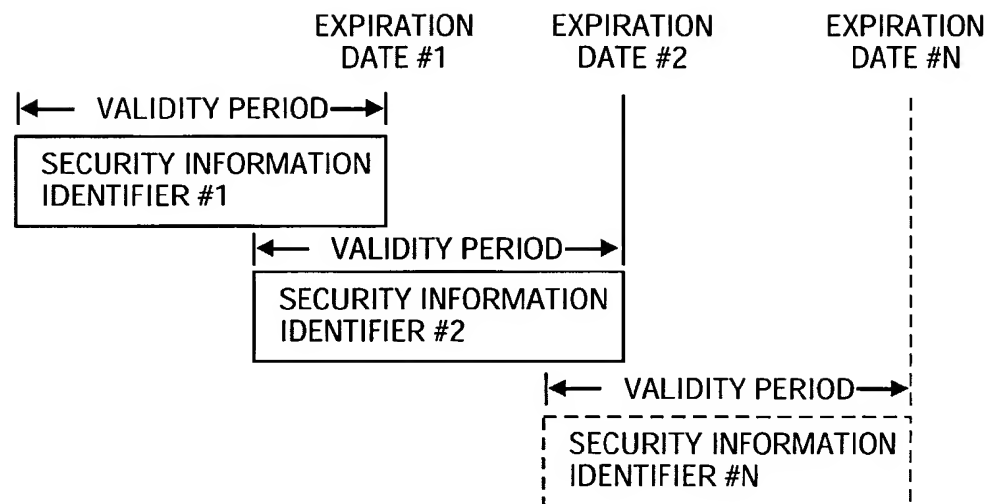 EXPIRATION DATE #1
EXPIRATION DATE #2
EXPIRATION DATE #N
VALIDITY PERIOD
SECURITY INFORMATION
IDENTIFIER #1
VALIDITY PERIOD
SECURITY INFORMATION
IDENTIFIER #2
VALIDITY PERIOD
SECURITY INFORMATION
IDENTIFIER #N